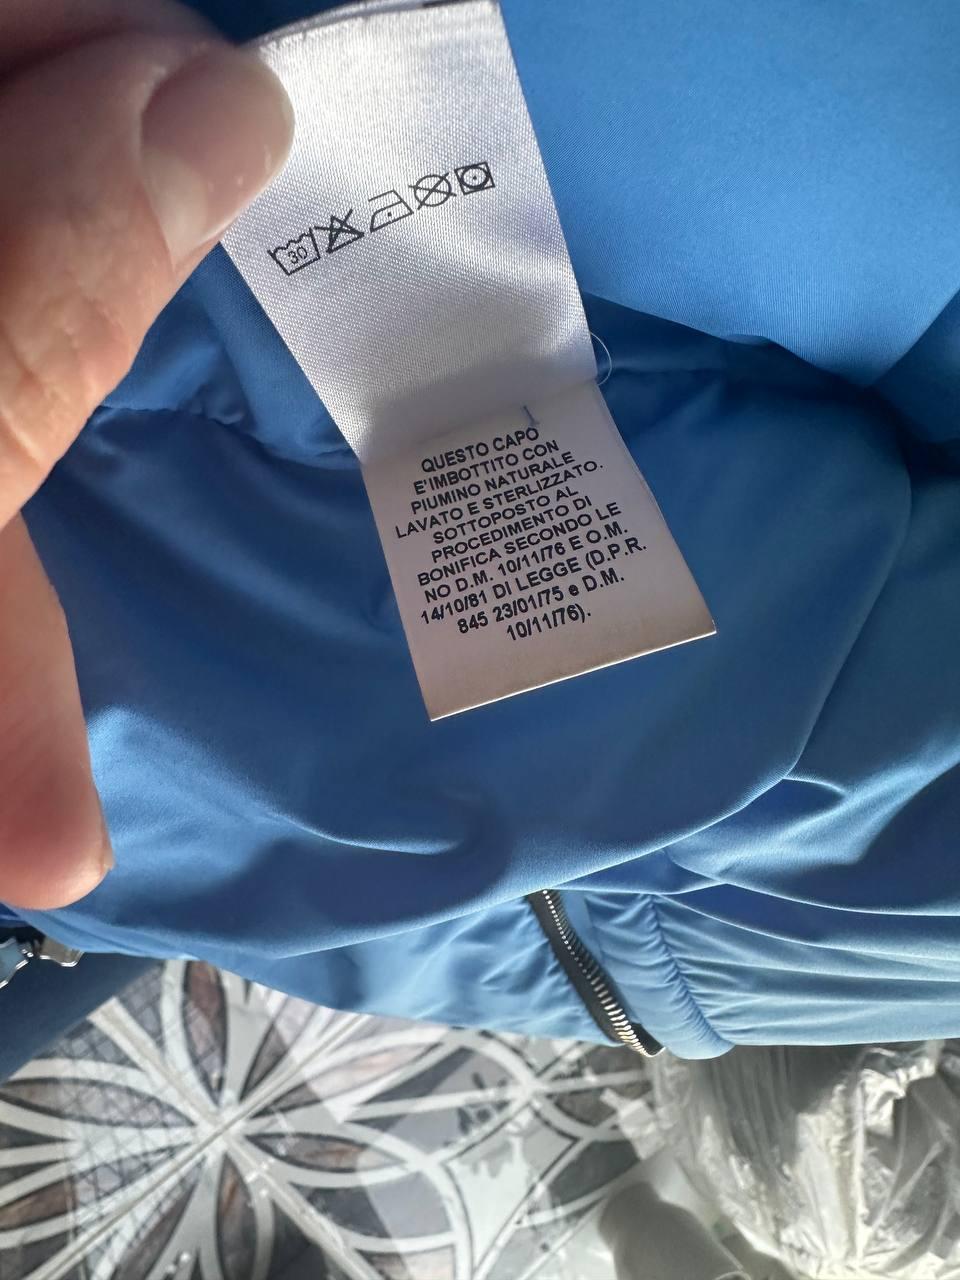 30
QUESTO CAPO
E'IMBOTTITO CON
PIUMINO NATURALE
LAVATO E STERILIZZATO.
SOTTOPOSTO AL
PROCEDIMENTO DI
BONIFICA SECONDO LE
NO D.M. 10/11/76 E O.M.
14/10/81 DI LEGGE (D.P.R.
845 23/01/75 e D.M.
10/11/76).